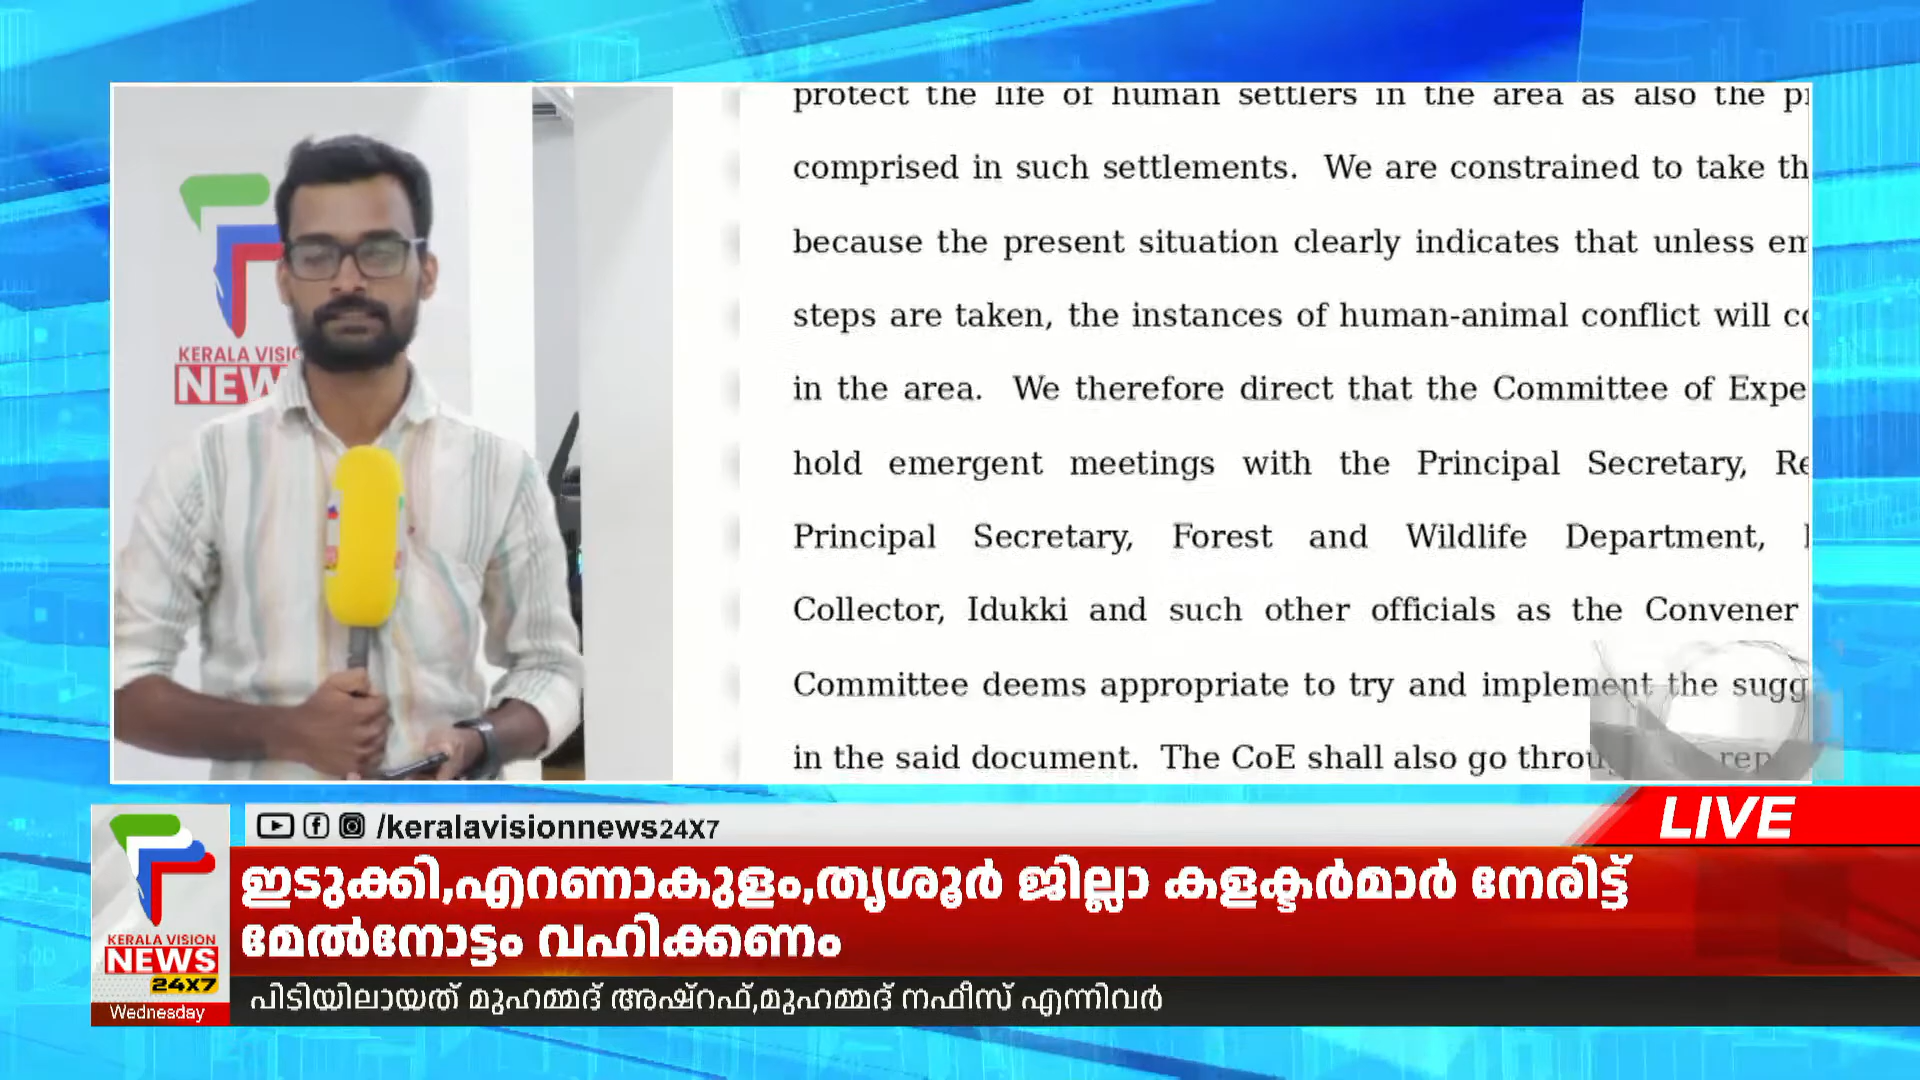 protect the life of human settlers in the area as also the
comprised in such settlements. We are constrained to take
because the present situation clearly indicates that unless
steps are taken, the instances of human-animal conflict will
in the area. We therefore direct that the Committee of
hold emergent meetings with the Principal Secretary,
Principal Secretary, Forest and Wildlife Department,
Collector, Idukki and such other officials as the Convener
Committee deems appropriate to try and implement the
in the said document. The CoE shall also go
KERALA VISION
NEWS
LIVE
/keralavisionnews24X7
ഇടുക്കി,എറണാകുളം,തൃശൂർ ജില്ലാ കളക്ടർമാർ നേരിട്ട്
മേൽനോട്ടം വഹിക്കണം
KERALA VISION
NEWS
24X7
Wednesday
പിടിയിലായത് മുഹമ്മദ് അഷ്റഫ്,മുഹമ്മദ് നഫീസ് എന്നിവർ